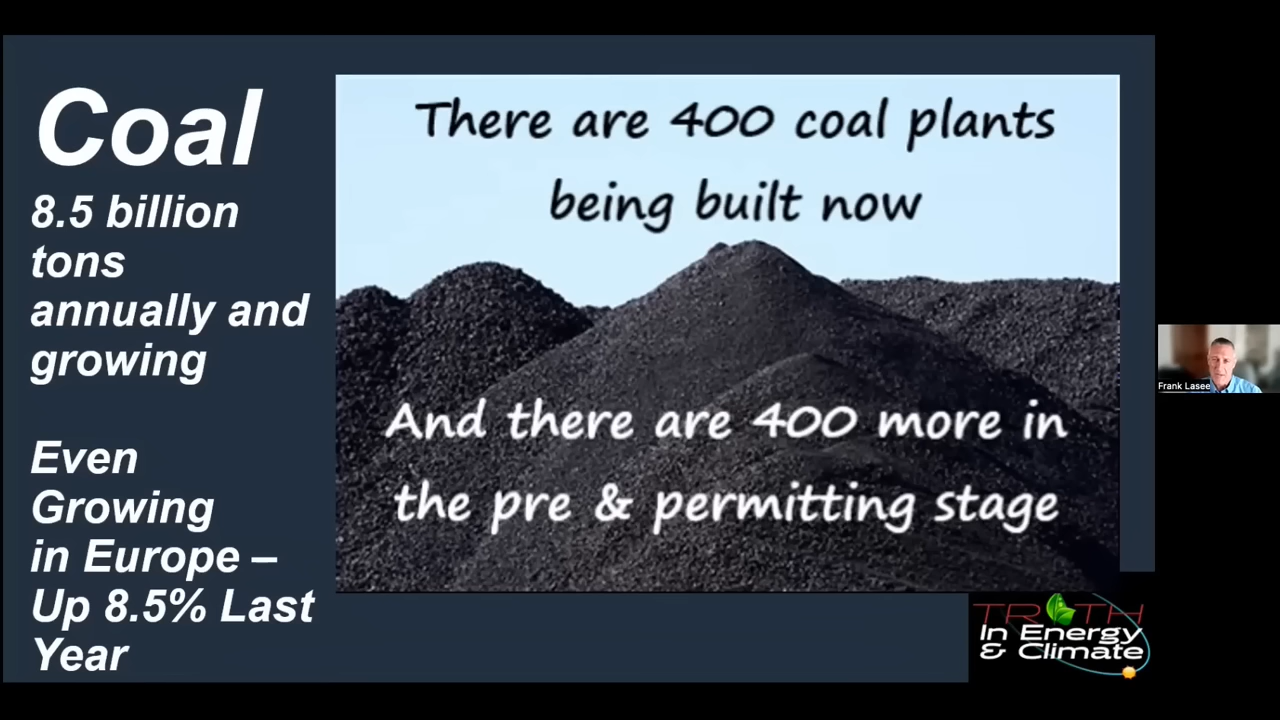 Coal
8.5 billion
tons
annually and
growing
Even
Growing
in Europe –
Up 8.5% Last
Year
There are 400 coal plants
being built now
And there are 400 more in
the pre & permitting stage
TRUTH
In Energy
& Climate
Frank Lasee